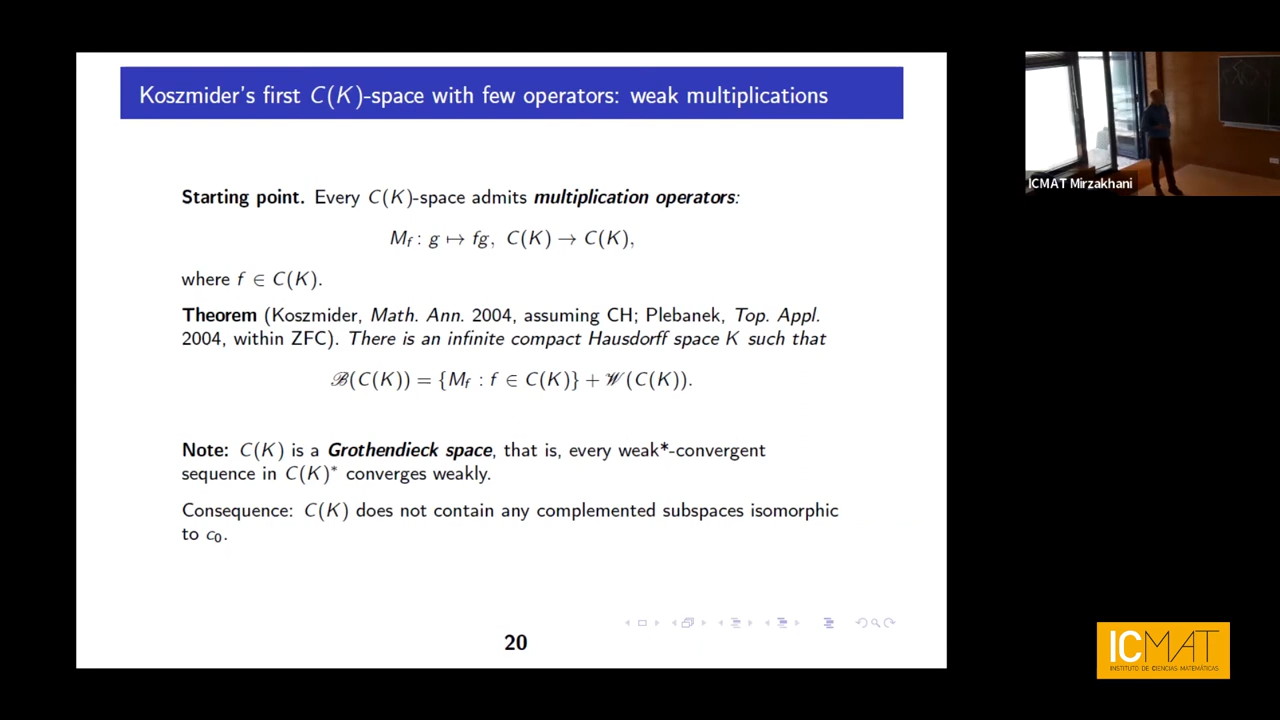 Koszmider's first C(K)-space with few operators: weak multiplications
Starting point. Every C(K)-space admits multiplication operators:
M_f : g ↦ fg, C(K) → C(K),
where f ∈ C(K).
Theorem (Koszmider, Math. Ann. 2004, assuming CH; Plebanek, Top. Appl.
2004, within ZFC). There is an infinite compact Hausdorff space K such that
ℬ(C(K)) = {M_f : f ∈ C(K)} + 𝒲(C(K)).
Note: C(K) is a Grothendieck space, that is, every weak*-convergent
sequence in C(K)* converges weakly.
Consequence: C(K) does not contain any complemented subspaces isomorphic
to c₀.
20
ICMAT Mirzakhani
ICMAT
INSTITUTO DE CIENCIAS MATEMÁTICAS